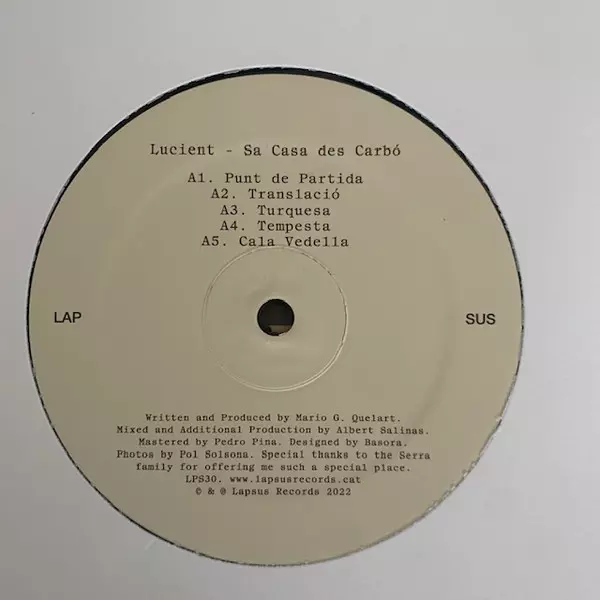 Lucient - Sa Casa des Carbó
A1. Punt de Partida
A2. Translació
A3. Turquesa
A4. Tempesta
A5. Cala Vedella
LAP
SUS
Written and Produced by Mario G. Quelart.
Mixed and Additional Production by Albert Salinas.
Mastered by Pedro Pina. Designed by Basora.
Photos by Pol Solsona. Special thanks to the Serra
family for offering me such a special place.
LPS30. www.lapsusrecords.cat
© & @ Lapsus Records 2022